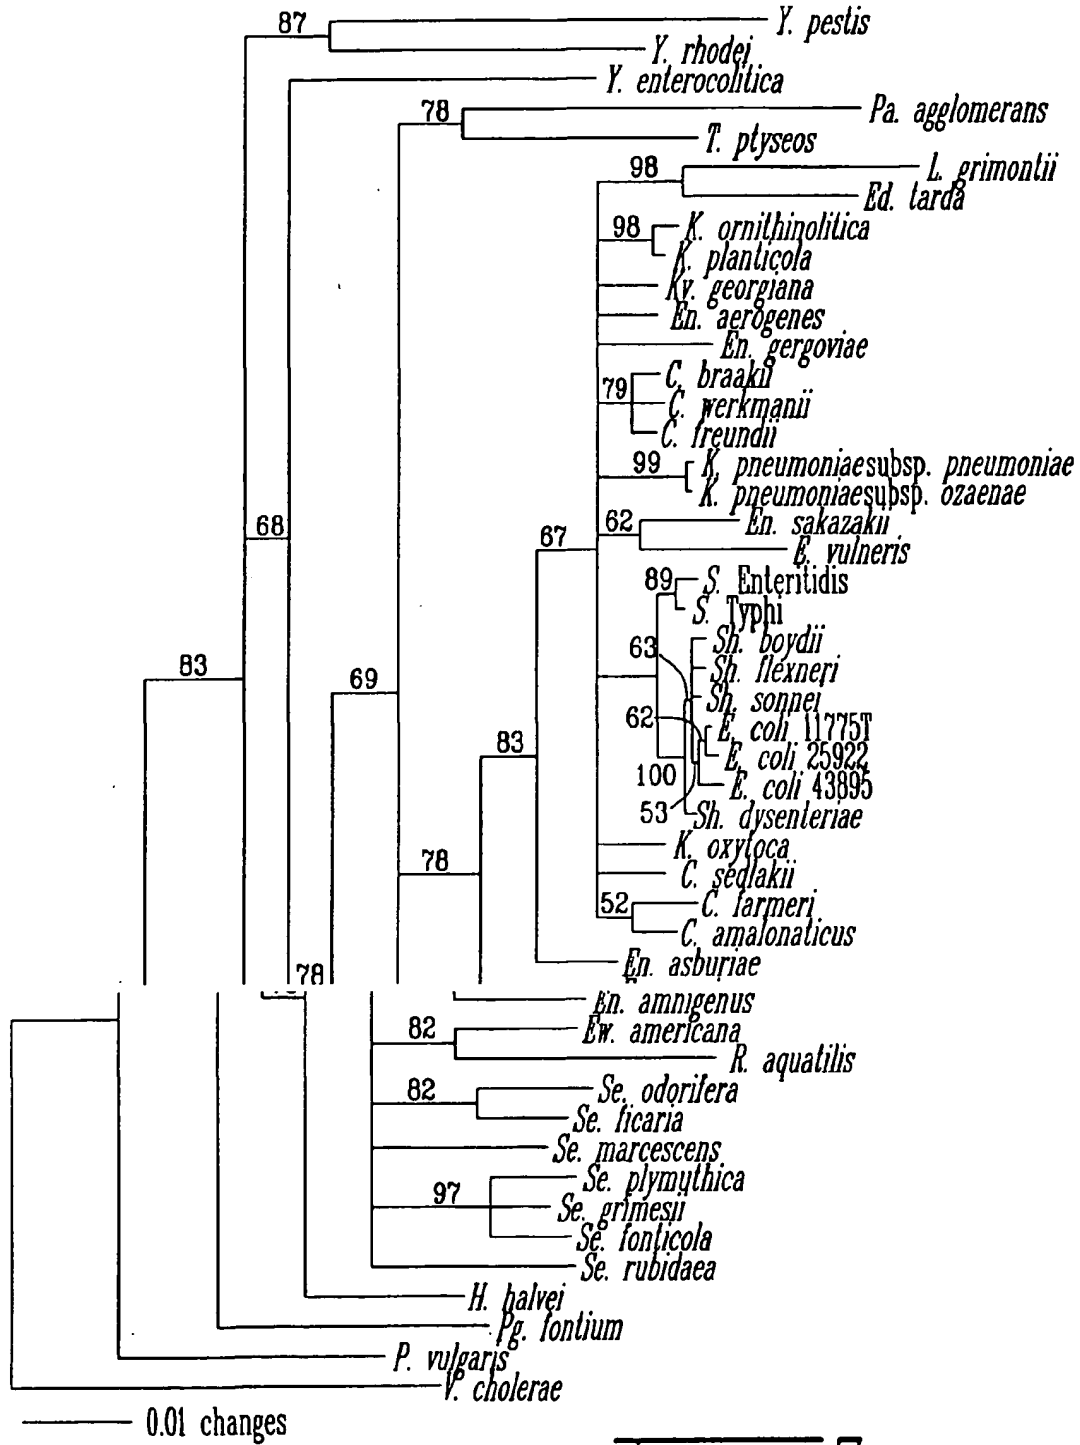 87
Y. pestis
Y. rhodei
Y. enterocolitica
78
Pa. agglomerans
T. ptyseos
98
L. grimontii
Ed. tarda
98
K. ornithinolitica
K. planticola
Kv. georgiana
En. aerogenes
En. gergoviae
79
C. braakii
C. werkmanii
C. freundii
99
K. pneumoniae subsp. pneumoniae
K. pneumoniae subsp. ozaenae
68
67
62
En. sakazakii
E. vulneris
89
S. Enteritidis
S. Typhi
63
Sh. boydii
Sh. flexneri
83
69
Sh. sonnei
62
E. coli 11775T
83
E. coli 25922
100
E. coli 43895
53
Sh. dysenteriae
78
K. oxytoca
C. sedlakii
52
C. farmeri
C. amalonaticus
En. asburiae
78
En. amnigenus
82
Ew. americana
R. aquatilis
82
Se. odorifera
Se. ficaria
Se. marcescens
97
Se. plymuthica
Se. grimesii
Se. fonticola
Se. rubidaea
H. halvei
Pg. fontium
P. vulgaris
V. cholerae
0.01 changes